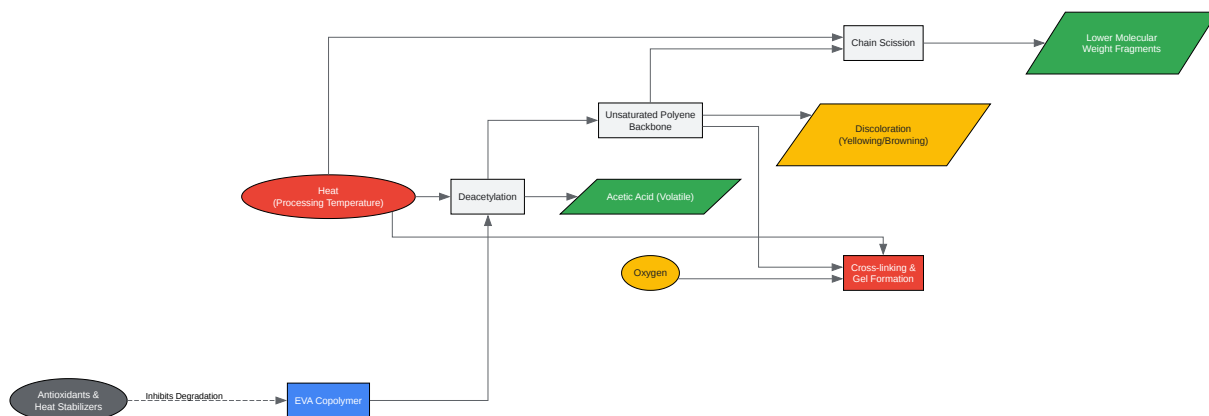 Lower Molecular
Weight Fragments
Chain Scission
Unsaturated Polyene
Backbone
Discoloration
(Yellowing/Browning)
Heat
(Processing Temperature)
Deacetylation
Acetic Acid (Volatile)
Oxygen
Cross-linking &
Gel Formation
Antioxidants &
Heat Stabilizers
Inhibits Degradation
EVA Copolymer